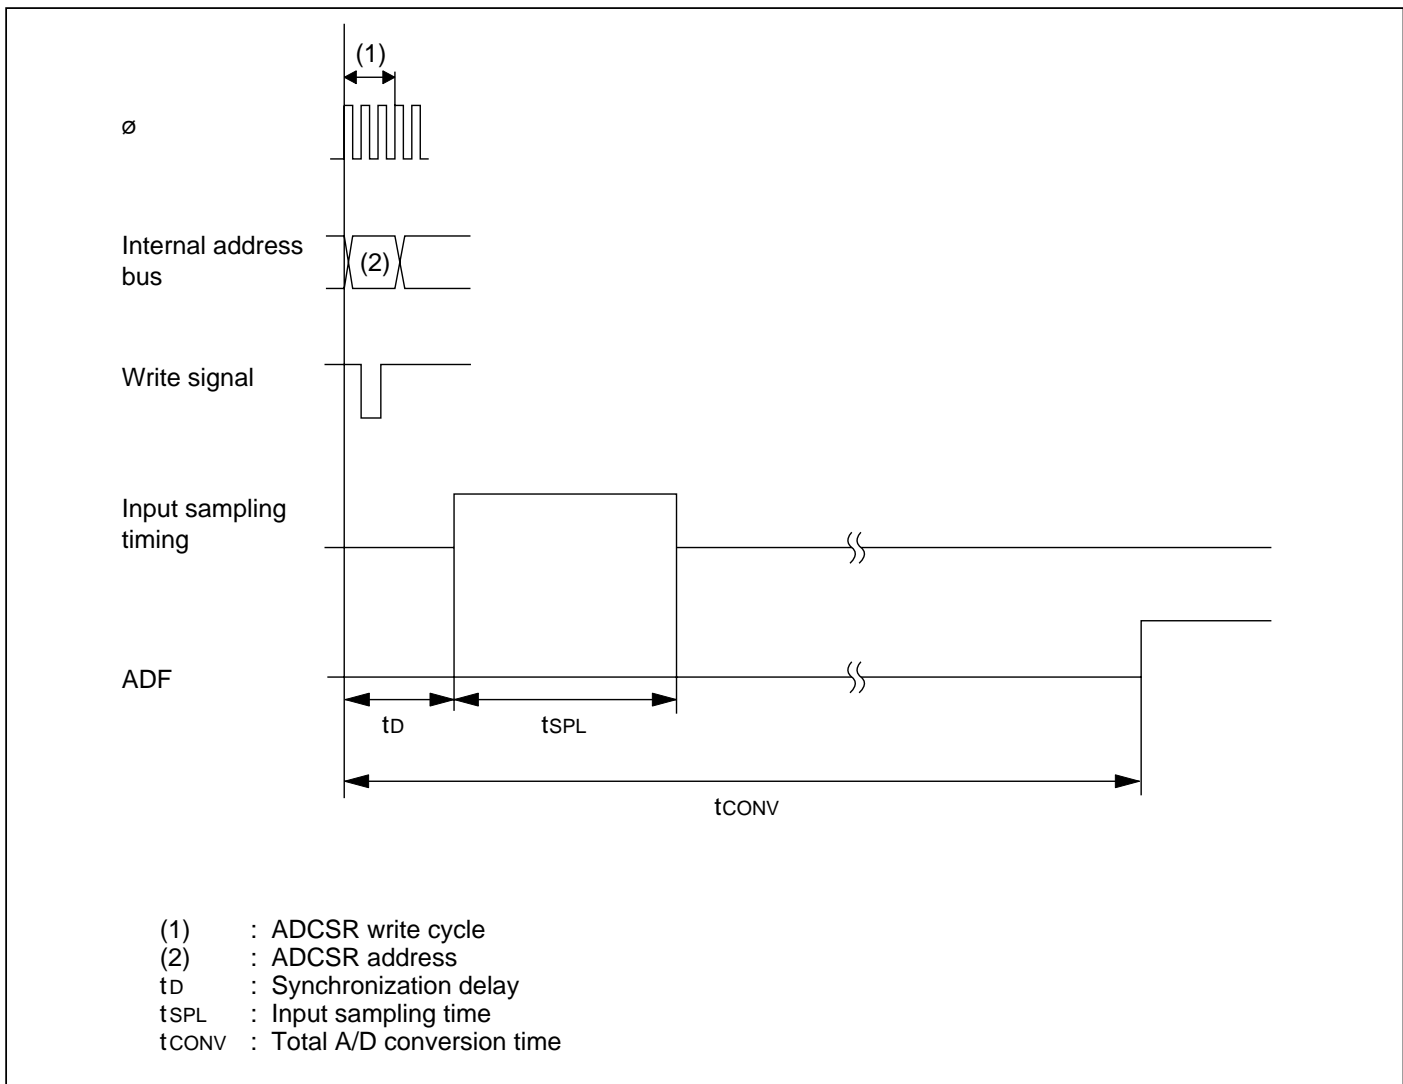 (1)
ø
Internal address
bus
(2)
Write signal
Input sampling
timing
ADF
tD
tSPL
tCONV
(1) : ADCSR write cycle
(2) : ADCSR address
tD : Synchronization delay
tSPL : Input sampling time
tCONV : Total A/D conversion time